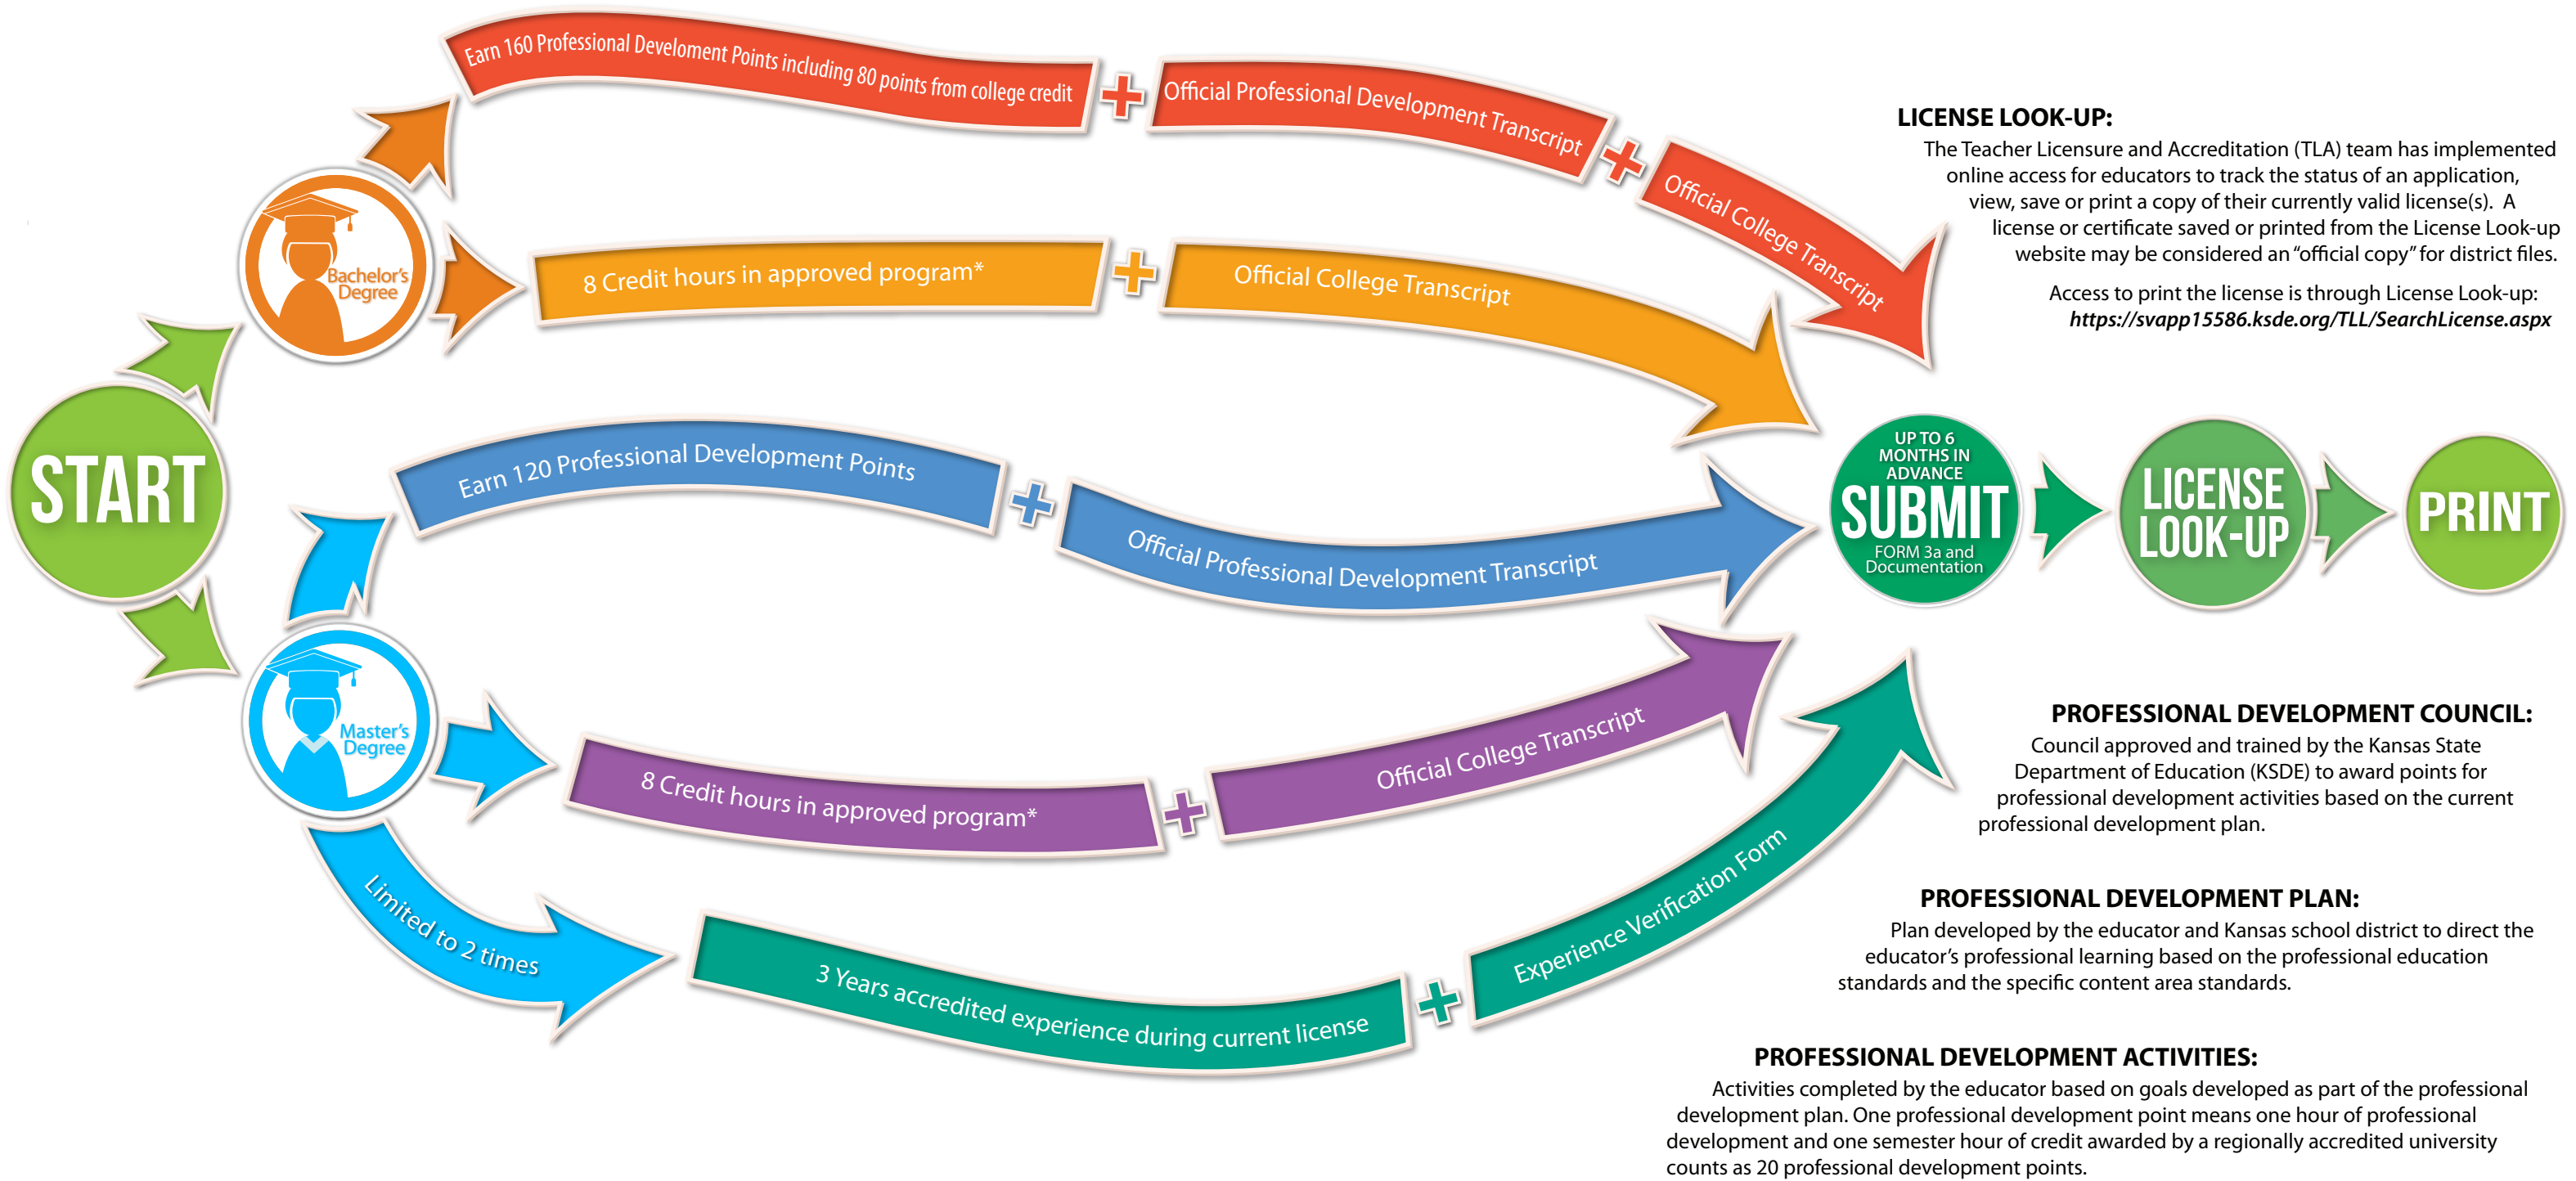 START
Bachelor's
Degree
Earn 160 Professional Develoment Points including 80 points from college credit
+
Official Professional Development Transcript
+
Official College Transcript
8 Credit hours in approved program*
+
Official College Transcript
Master's
Degree
Earn 120 Professional Development Points
+
Official Professional Development Transcript
8 Credit hours in approved program*
+
Official College Transcript
Limited to 2 times
3 Years accredited experience during current license
+
Experience Verification Form
UP TO 6
MONTHS IN
ADVANCE
SUBMIT
FORM 3a and
Documentation
LICENSE
LOOK-UP
PRINT
LICENSE LOOK-UP:
The Teacher Licensure and Accreditation (TLA) team has implemented
online access for educators to track the status of an application,
view, save or print a copy of their currently valid license(s). A
license or certificate saved or printed from the License Look-up
website may be considered an “official copy” for district files.
Access to print the license is through License Look-up:
https://svapp15586.ksde.org/TLL/SearchLicense.aspx
PROFESSIONAL DEVELOPMENT COUNCIL:
Council approved and trained by the Kansas State
Department of Education (KSDE) to award points for
professional development activities based on the current
professional development plan.
PROFESSIONAL DEVELOPMENT PLAN:
Plan developed by the educator and Kansas school district to direct the
educator’s professional learning based on the professional education
standards and the specific content area standards.
PROFESSIONAL DEVELOPMENT ACTIVITIES:
Activities completed by the educator based on goals developed as part of the professional
development plan. One professional development point means one hour of professional
development and one semester hour of credit awarded by a regionally accredited university
counts as 20 professional development points.